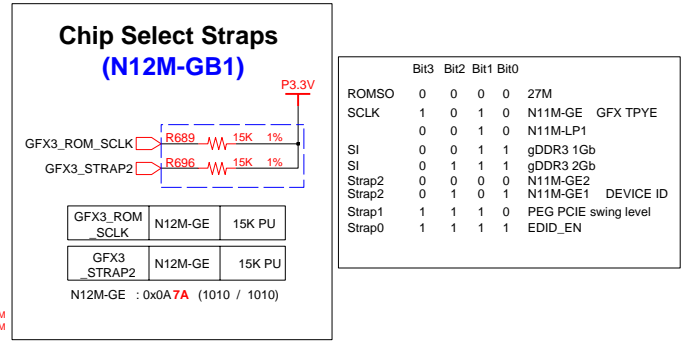 Chip Select Straps
(N12M-GB1)
P3.3V
GFX3_ROM_SCLK R689 15K 1%
GFX3_STRAP2 R696 15K 1%
GFX3_ROM
_SCLK N12M-GE 15K PU
GFX3
_STRAP2 N12M-GE 15K PU
N12M-GE : 0x0A7A (1010 / 1010)
M
M
Bit3 Bit2 Bit1 Bit0
ROMSO 0 0 0 0 27M
SCLK 1 0 1 0 N11M-GE GFX TPYE
0 0 1 0 N11M-LP1
SI 0 0 1 1 gDDR3 1Gb
SI 0 1 1 1 gDDR3 2Gb
Strap2 0 0 0 0 N11M-GE2
Strap2 0 1 0 1 N11M-GE1 DEVICE ID
Strap1 1 1 1 0 PEG PCIE swing level
Strap0 1 1 1 1 EDID_EN